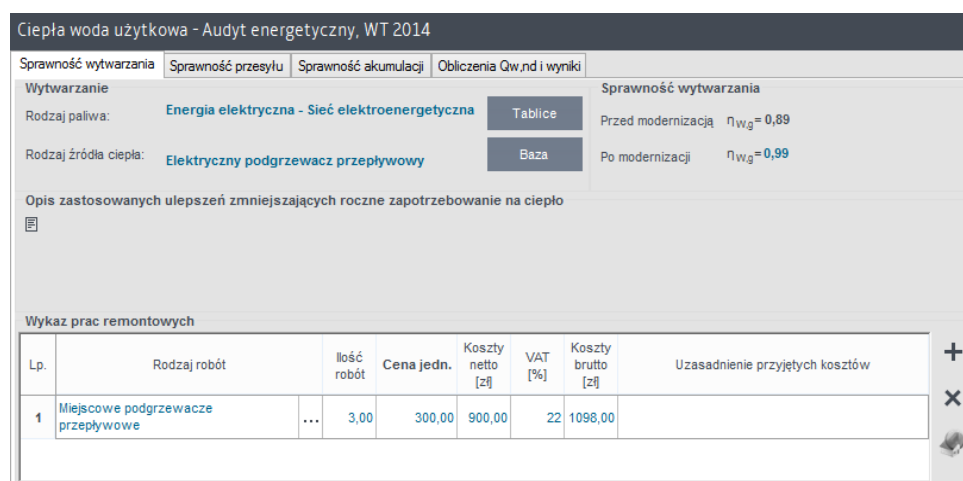 Ciepła woda użytkowa - Audyt energetyczny, WT 2014
Sprawność wytwarzania Sprawność przesyłu Sprawność akumulacji Obliczenia Qw,nd i wyniki
Wytwarzanie
Rodzaj paliwa: Energia elektryczna - Sieć elektroenergetyczna Tablice
Rodzaj źródła ciepła: Elektryczny podgrzewacz przepływowy Baza
Sprawność wytwarzania
Przed modernizacją ηW,g= 0,89
Po modernizacji ηW,g= 0,99
Opis zastosowanych ulepszeń zmniejszających roczne zapotrzebowanie na ciepło
Wykaz prac remontowych
Lp. Rodzaj robót Ilość robót Cena jedn. Koszty netto [zł] VAT [%] Koszty brutto [zł] Uzasadnienie przyjętych kosztów
1 Miejscowe podgrzewacze przepływowe ... 3,00 300,00 900,00 22 1098,00